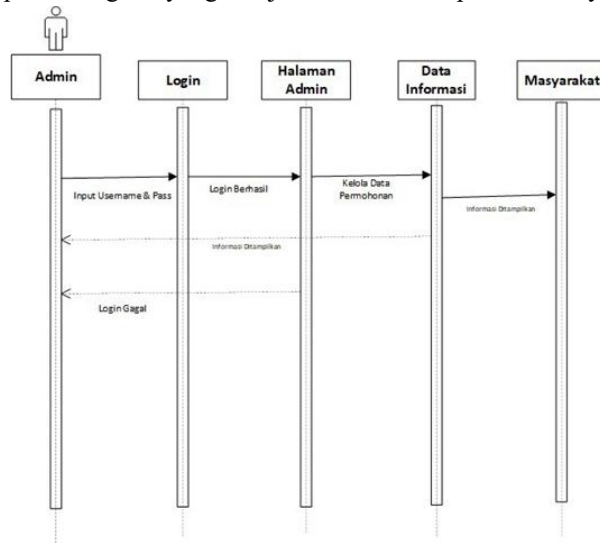 Admin
Login
Halaman
Admin
Data
Informasi
Masyarakat
Input Username & Pass
Login Berhasil
Kelola Data
Permohonan
Informasi Ditampilkan
Informasi Ditampilkan
Login Gagal